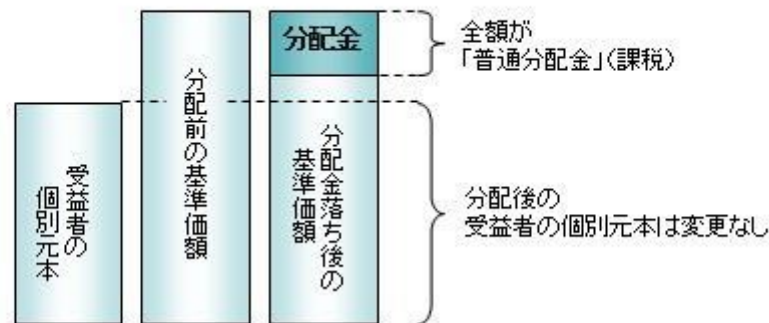 受益者の
個別元本
分配前の基準価額
分配金
分配金落ち後の
基準価額
全額が
「普通分配金」(課税)
分配後の
受益者の個別元本は変更なし